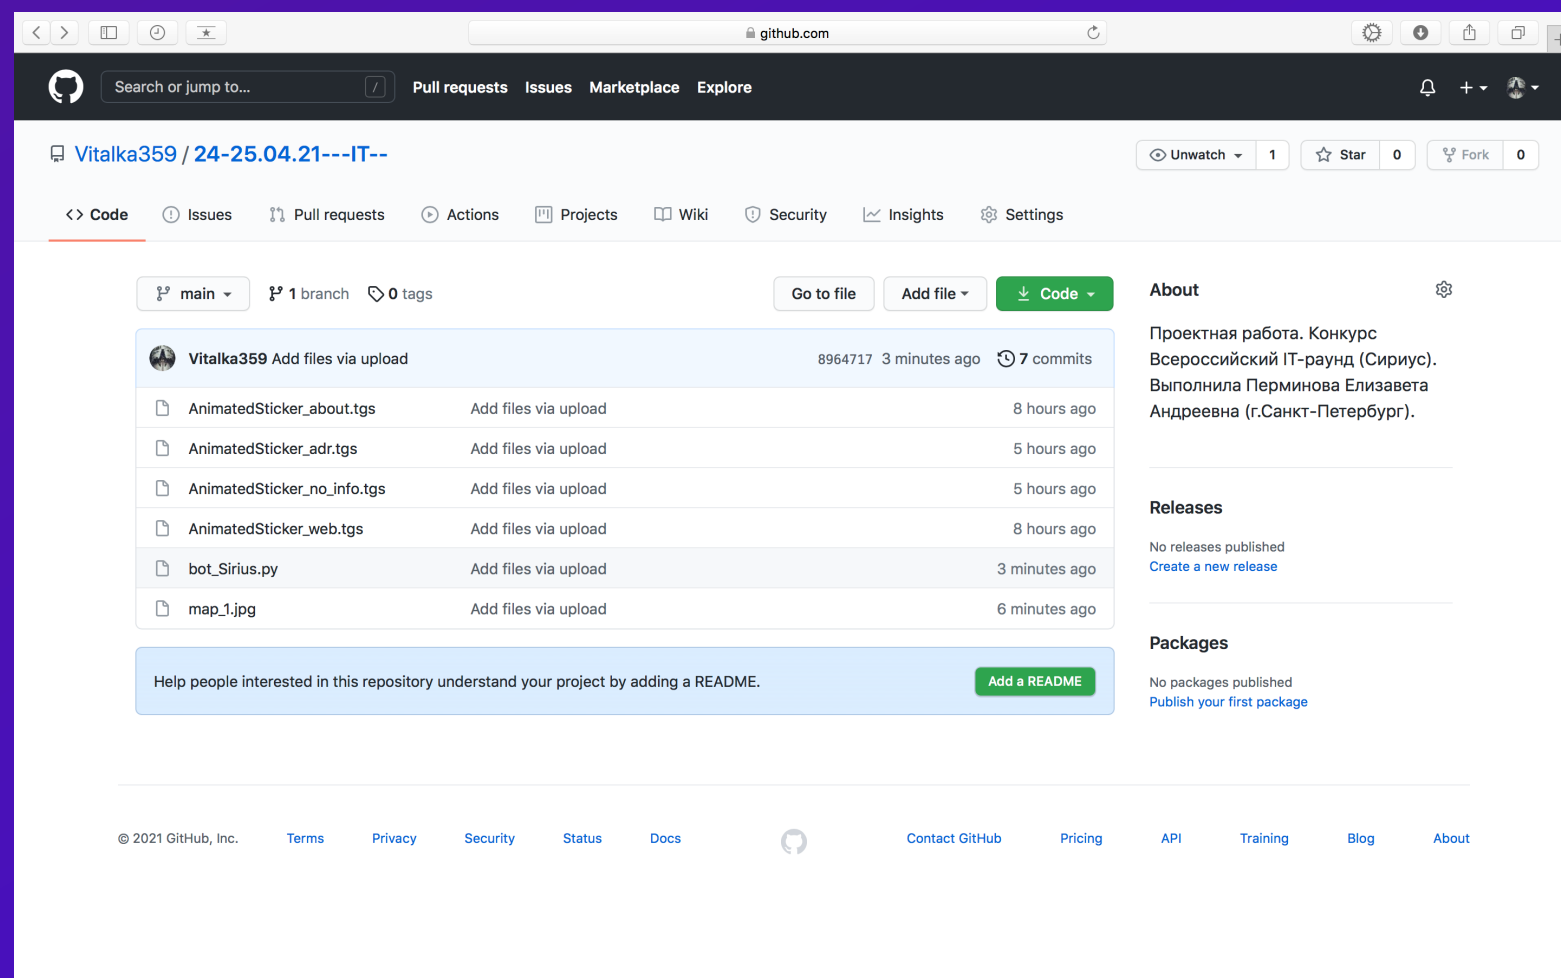 github.com
Search or jump to... /
Pull requests Issues Marketplace Explore
Vitalka359 / 24-25.04.21---IT--
Unwatch 1 Star 0 Fork 0
Code Issues Pull requests Actions Projects Wiki Security Insights Settings
main 1 branch 0 tags Go to file Add file Code
Vitalka359 Add files via upload 8964717 3 minutes ago 7 commits
AnimatedSticker_about.tgs Add files via upload 8 hours ago
AnimatedSticker_adr.tgs Add files via upload 5 hours ago
AnimatedSticker_no_info.tgs Add files via upload 5 hours ago
AnimatedSticker_web.tgs Add files via upload 8 hours ago
bot_Sirius.py Add files via upload 3 minutes ago
map_1.jpg Add files via upload 6 minutes ago
Help people interested in this repository understand your project by adding a README. Add a README
About
Проектная работа. Конкурс
Всероссийский IT-раунд (Сириус).
Выполнила Перминова Елизавета
Андреевна (г.Санкт-Петербург).
Releases
No releases published
Create a new release
Packages
No packages published
Publish your first package
© 2021 GitHub, Inc. Terms Privacy Security Status Docs Contact GitHub Pricing API Training Blog About